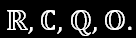 ℝ, ℂ, ℚ, 𝕆.